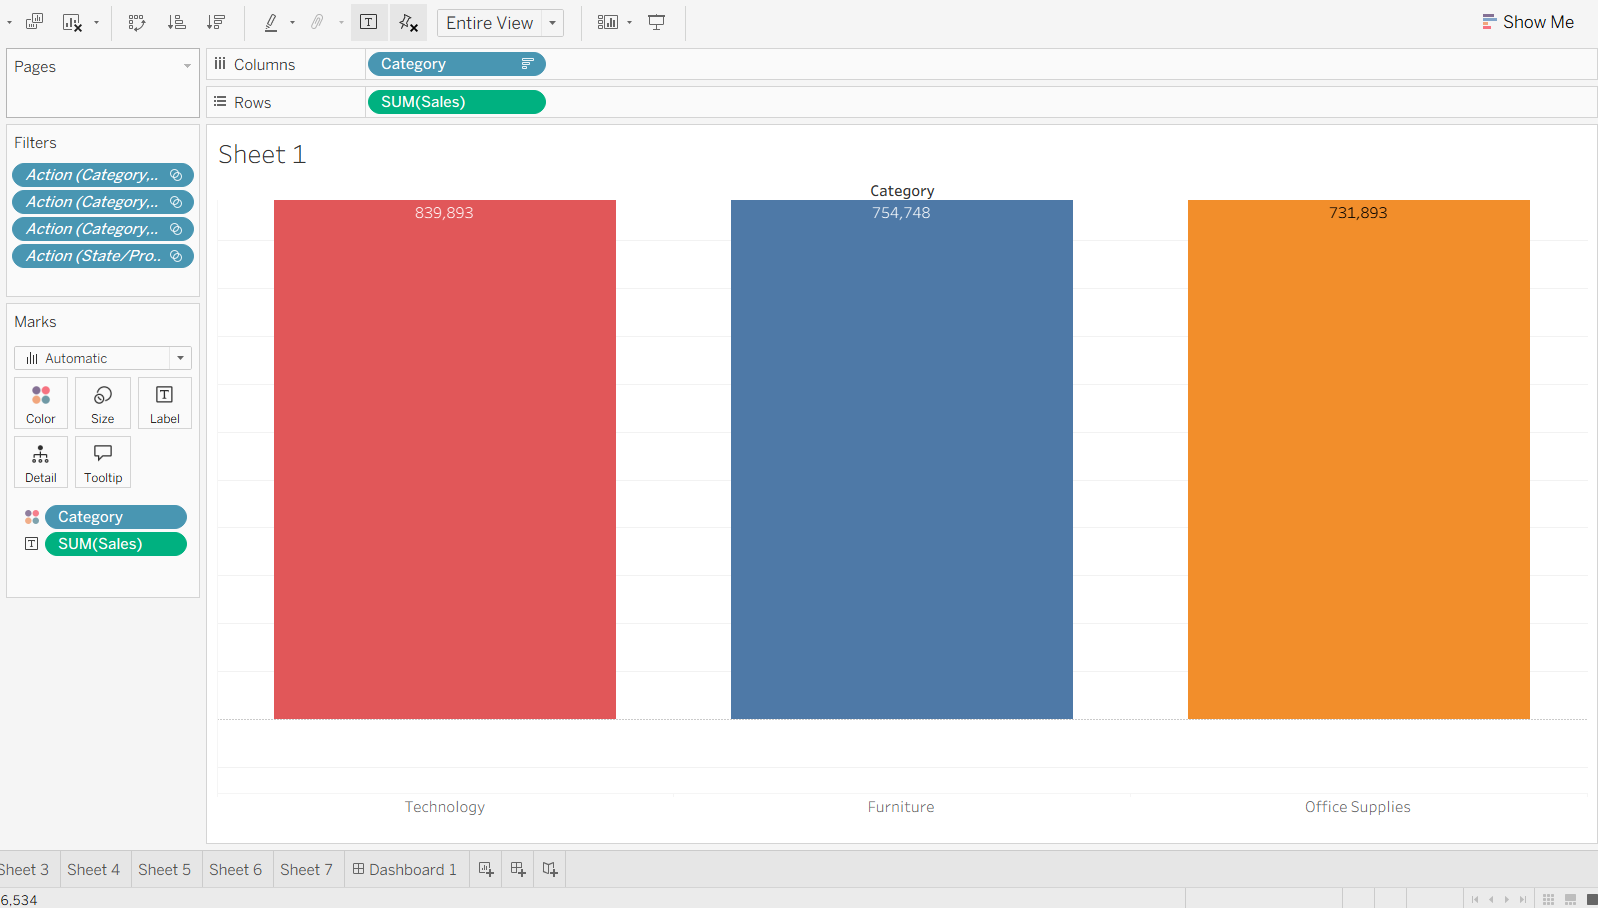 Entire View
Show Me
Pages
Columns
Category
Rows
SUM(Sales)
Filters
Action (Category,..
Action (Category,..
Action (Category,..
Action (State/Pro..
Marks
Automatic
Color
Size
Label
Detail
Tooltip
Category
SUM(Sales)
Sheet 1
Category
839,893
754,748
731,893
Technology
Furniture
Office Supplies
Sheet 3
Sheet 4
Sheet 5
Sheet 6
Sheet 7
Dashboard 1
6,534